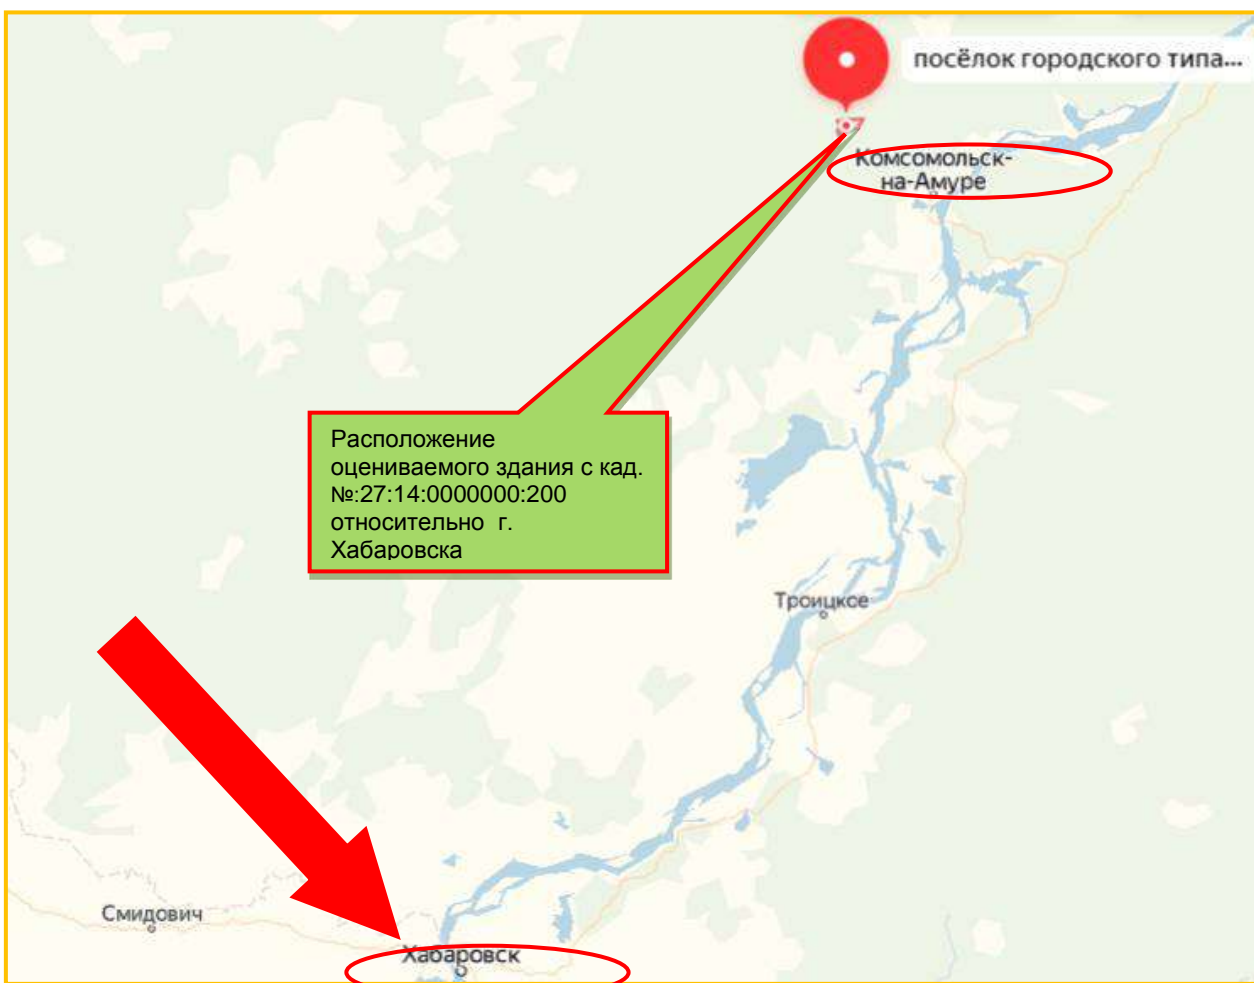 посёлок городского типа...
Комсомольск-
на-Амуре
Расположение
оцениваемого здания с кад.
№:27:14:0000000:200
относительно г.
Хабаровска
Троицкое
Смидович
Хабаровск